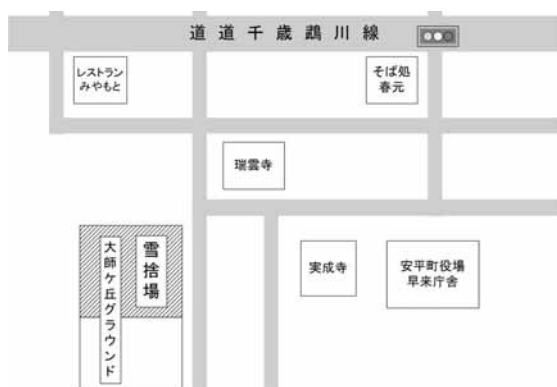 道道千歳鵡川線
レストラン
みやもと
そば処
春元
瑞雲寺
雪捨場
大師ケ丘グラウンド
実成寺
安平町役場
早来庁舎